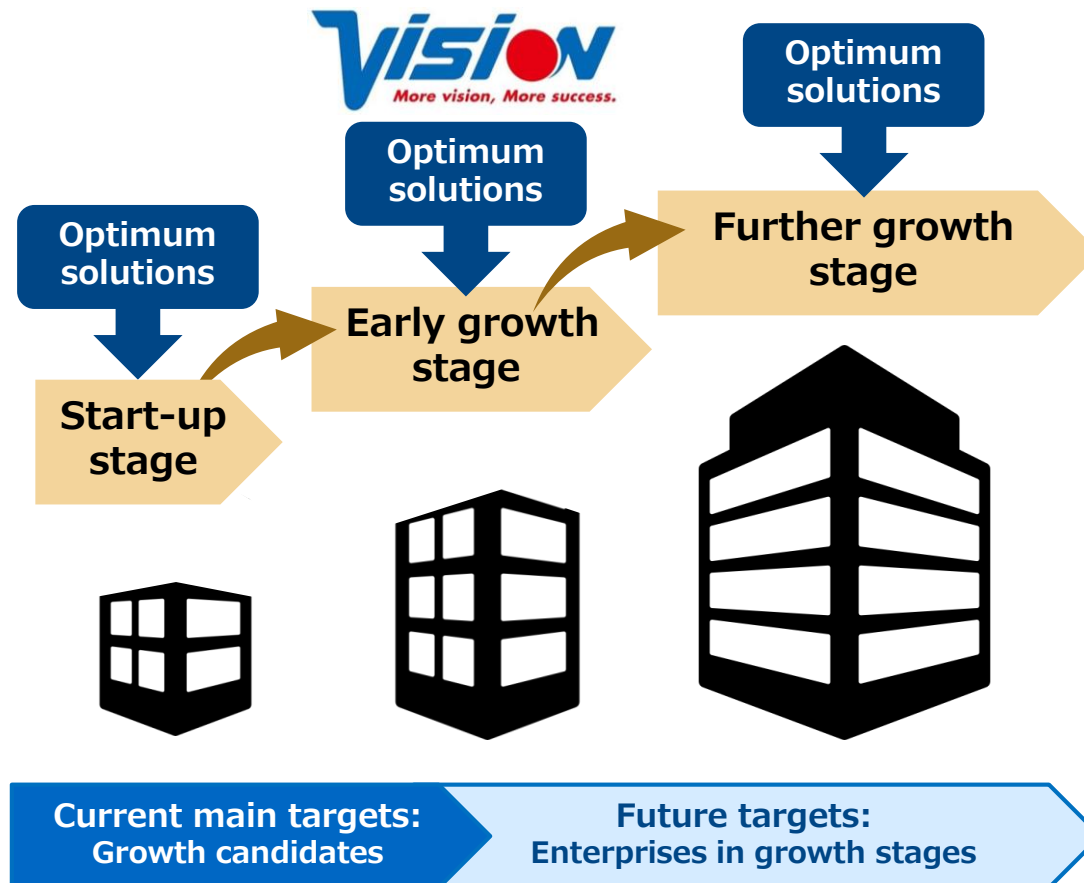 Vision
More vision, More success.
Optimum
solutions
Optimum
solutions
Optimum
solutions
Start-up
stage
Early growth
stage
Further growth
stage
Current main targets:
Growth candidates
Future targets:
Enterprises in growth stages